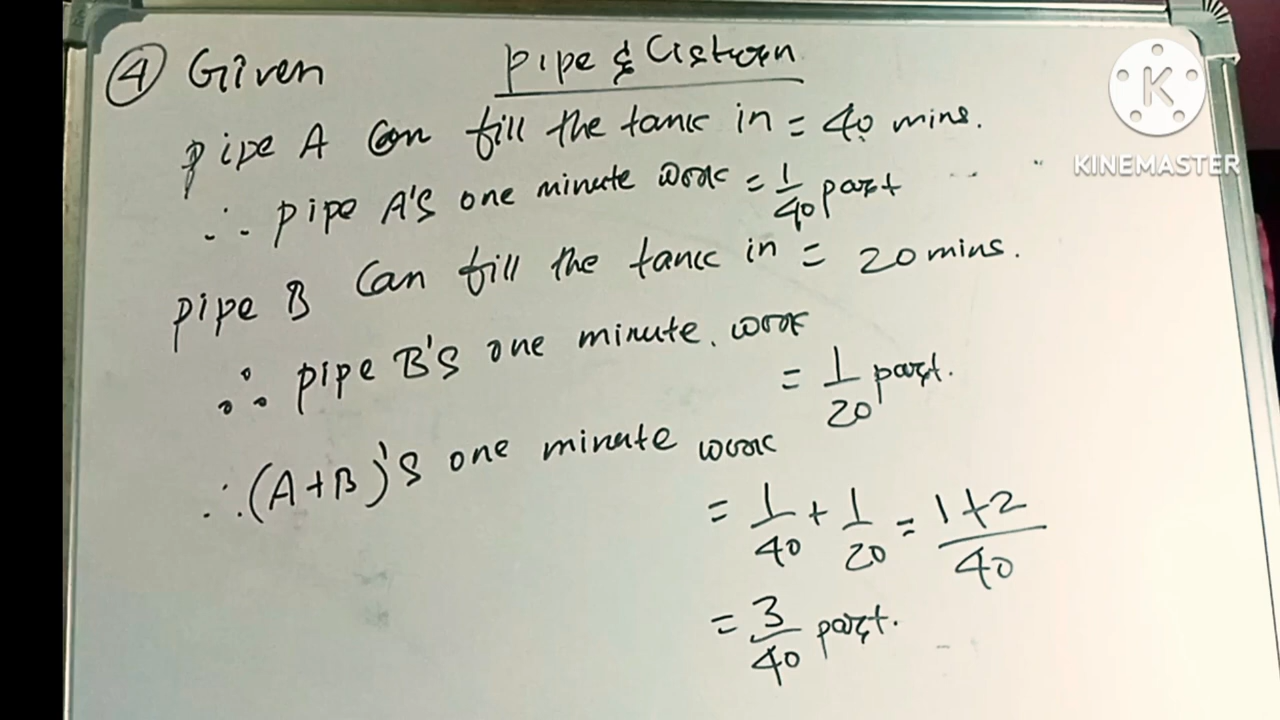 ④ Given Pipe & Cistern
pipe A Can fill the tank in = 40 mins.
∴ pipe A's one minute work = 1/40 part
pipe B Can fill the tank in = 20 mins.
∴ pipe B's one minute work
= 1/20 part.
∴ (A+B)'s one minute work
= 1/40 + 1/20 = 1+2/40
= 3/40 part.
K
KINEMASTER